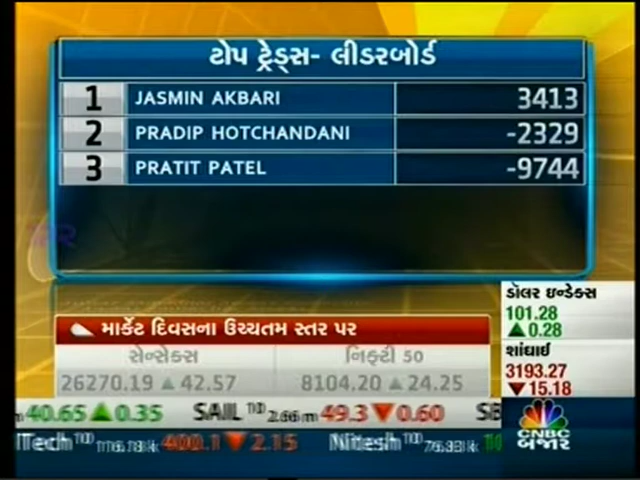 ટોપ ટ્રેડ્સ- લીડરબોર્ડ
1 JASMIN AKBARI 3413
2 PRADIP HOTCHANDANI -2329
3 PRATIT PATEL -9744
ડૉલર ઇન્ડેક્સ
101.28
▲0.28
શાંઘાઈ
3193.27
▼15.18
માર્કેટ દિવસના ઉચ્ચતમ સ્તર પર
સેન્સેક્સ નિફ્ટી 50
26270.19 ▲ 42.57 8104.20 ▲ 24.25
40.65 ▲ 0.35 SAIL 49.3 ▼ 0.60
ITech 400.1 ▼ 2.15 Nitesh
CNBC
બજાર